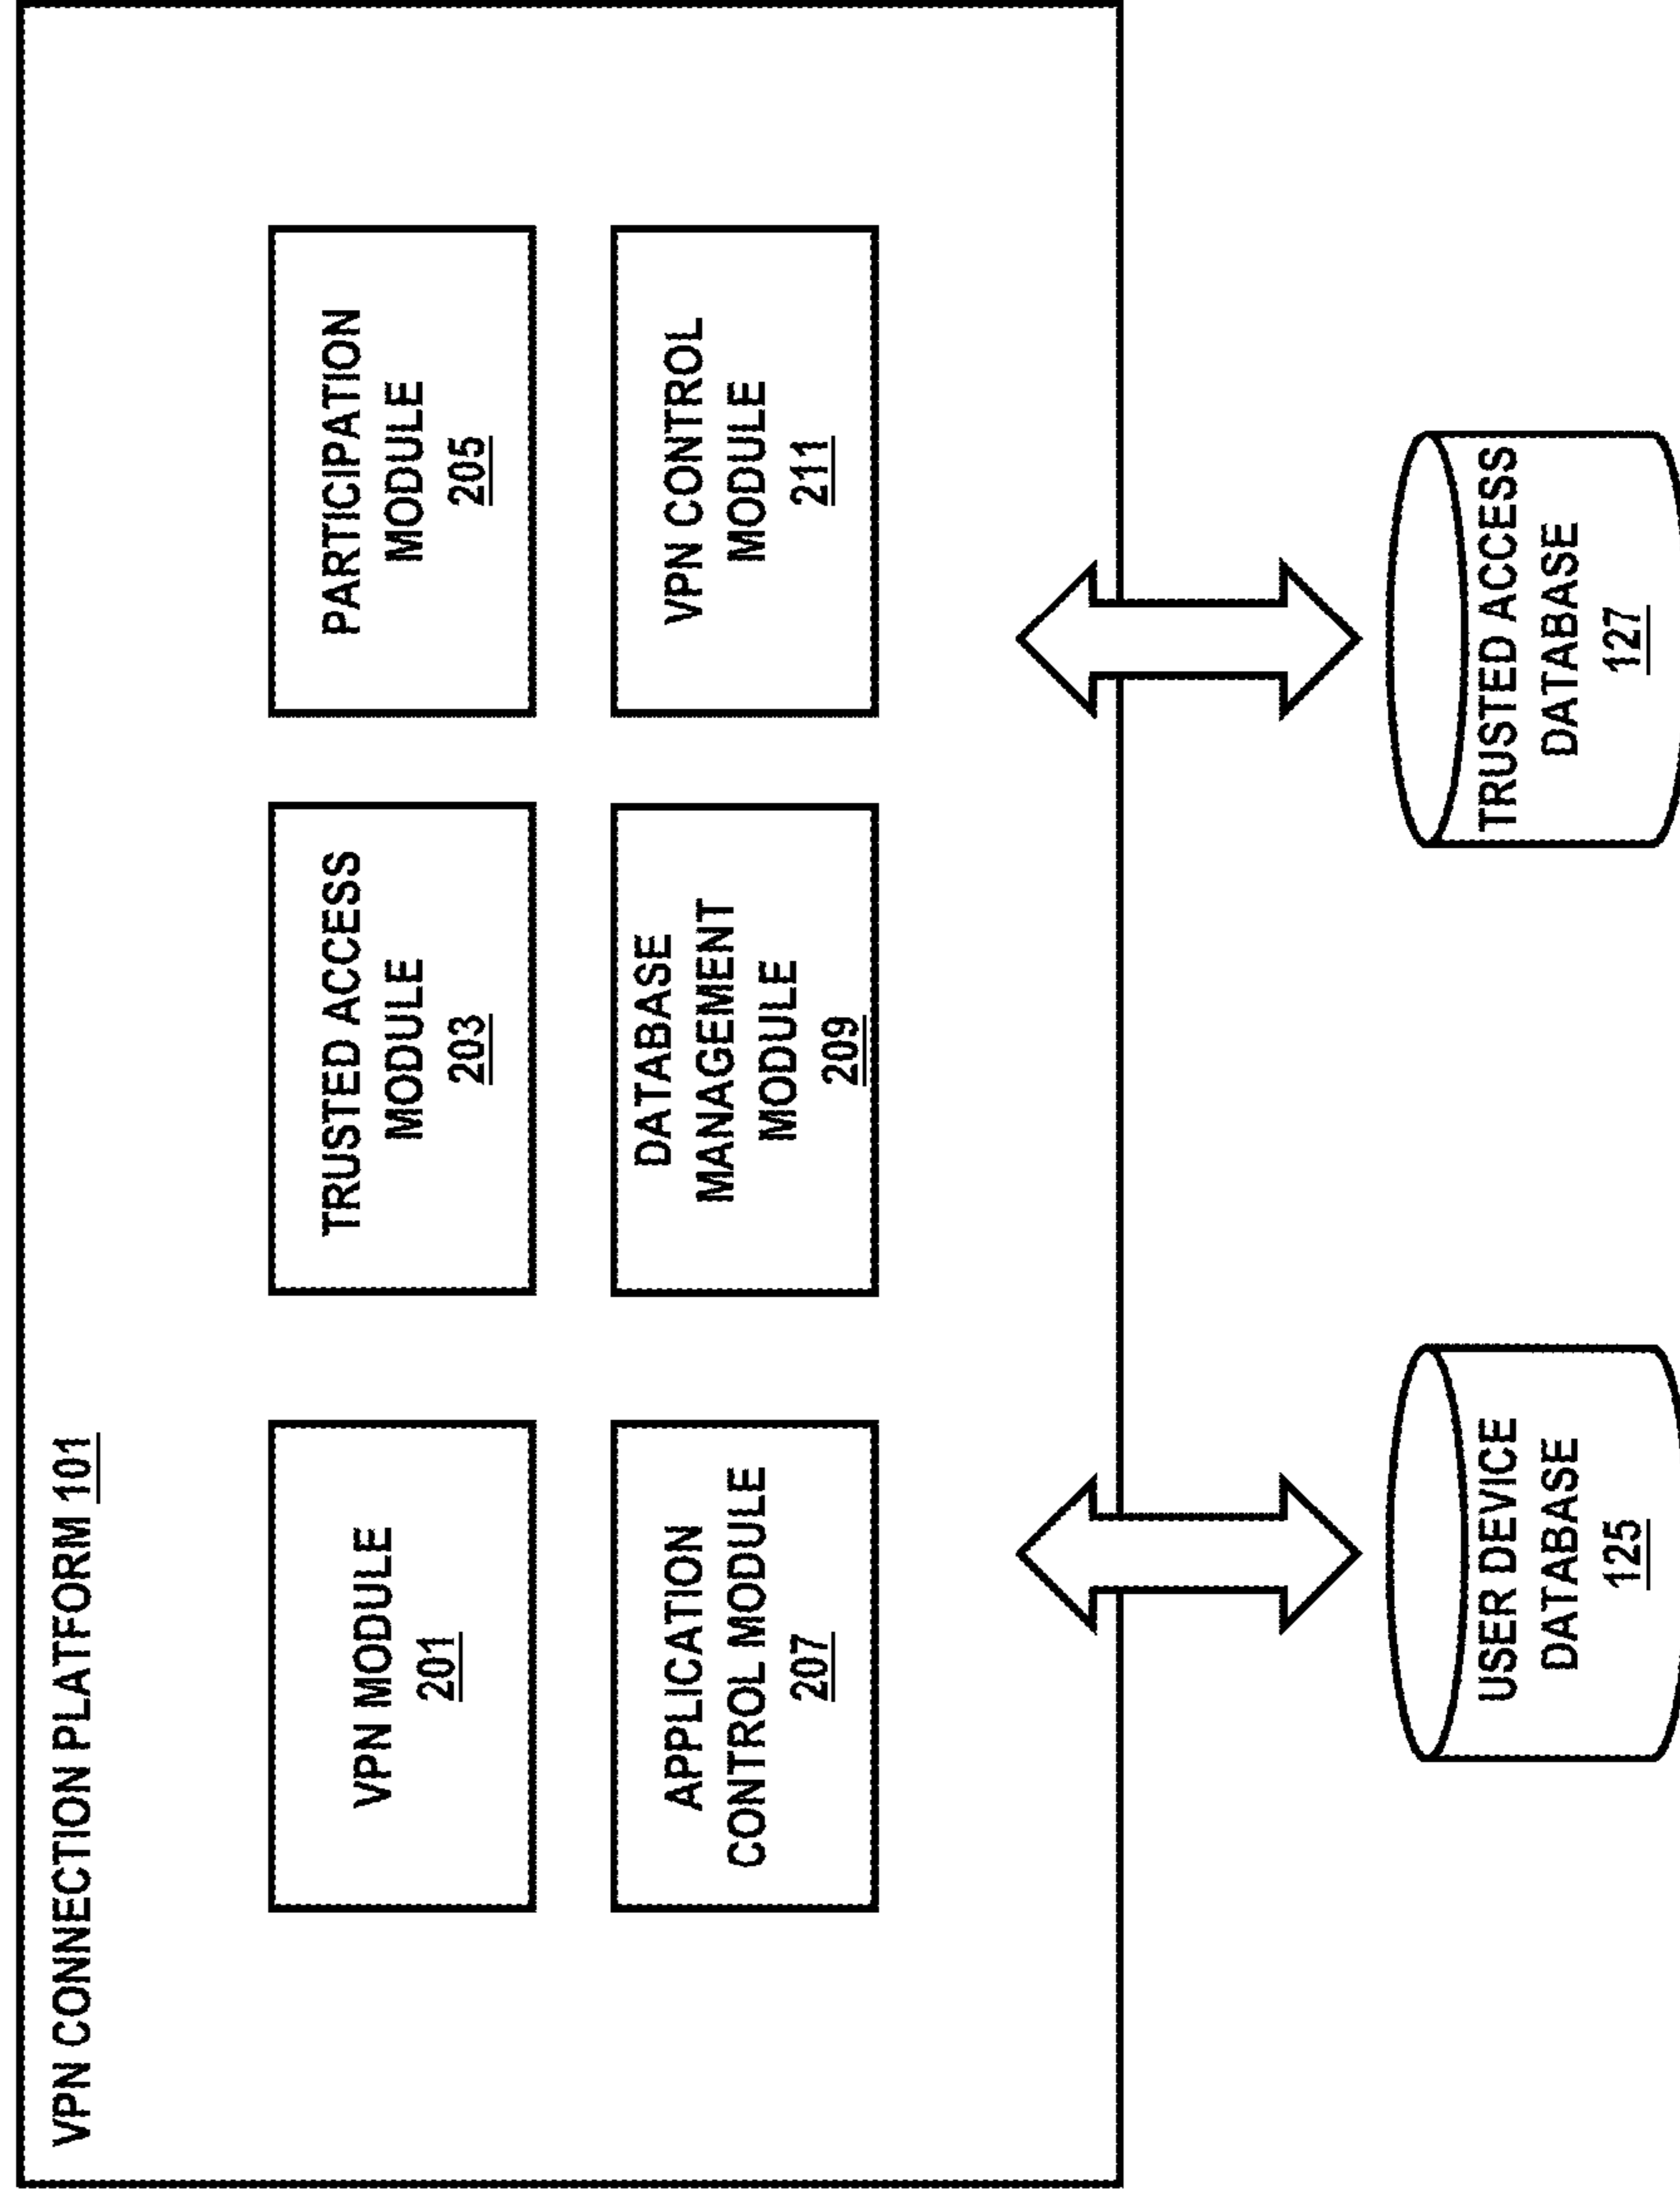 VPN CONNECTION PLATFORM 101
VPN MODULE
201
TRUSTED ACCESS
MODULE
203
PARTICIPATION
MODULE
205
APPLICATION
CONTROL MODULE
207
DATABASE
MANAGEMENT
MODULE
209
VPN CONTROL
MODULE
211
USER DEVICE
DATABASE
125
TRUSTED ACCESS
DATABASE
127